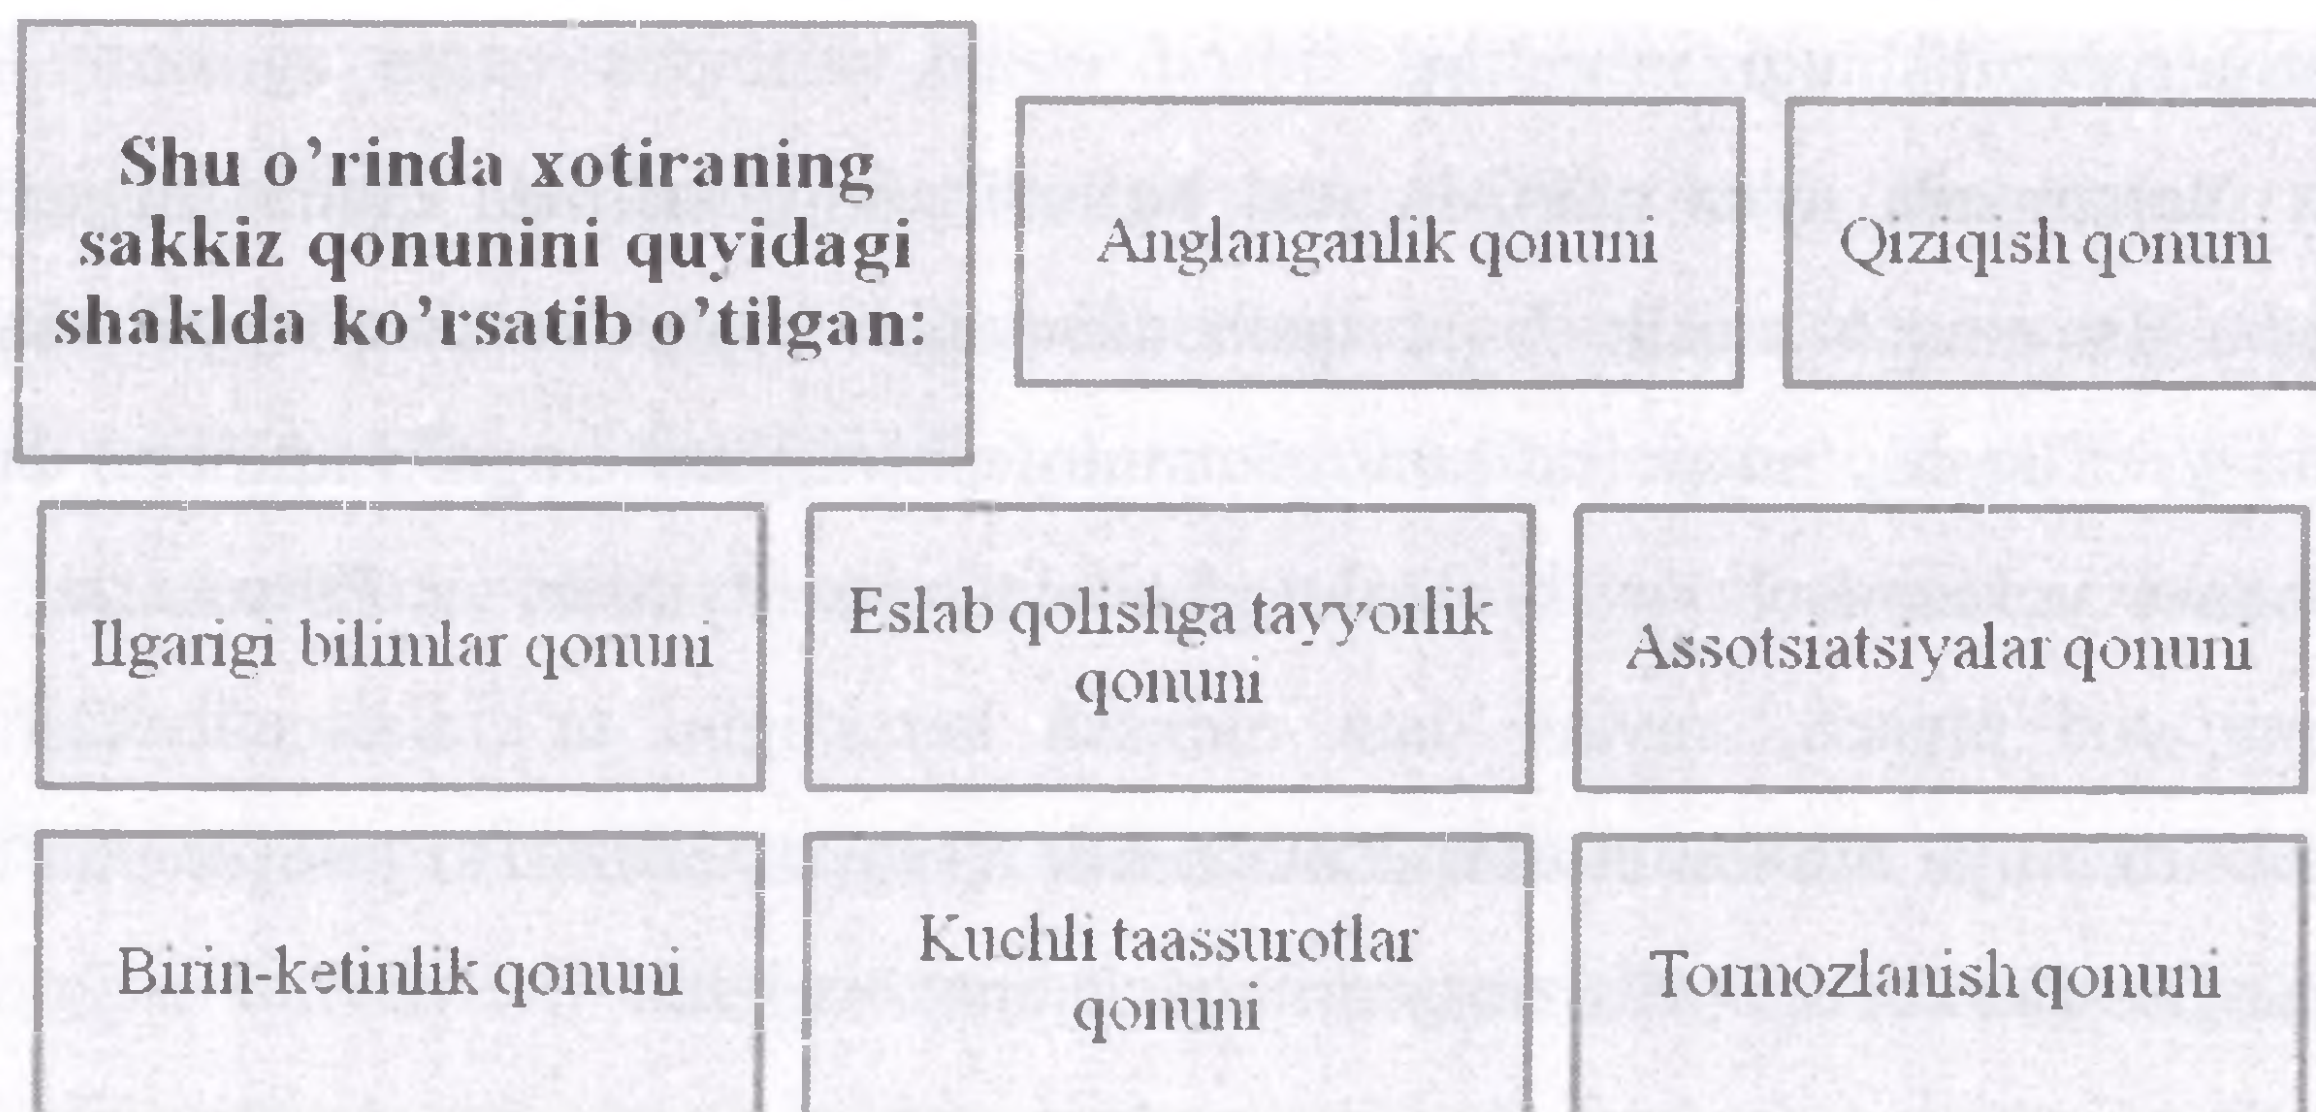 Shu o’rinda xotiraning
sakkiz qonunini quyidagi
shaklda ko’rsatib o’tilgan:
Anglanganlik qonuni
Qiziqish qonuni
Ilgarigi bilimlar qonuni
Eslab qolishga tayyorlik
qonuni
Assotsiatsiyalar qonuni
Birin-ketinlik qonuni
Kuchli taassurotlar
qonuni
Tormozlanish qonuni